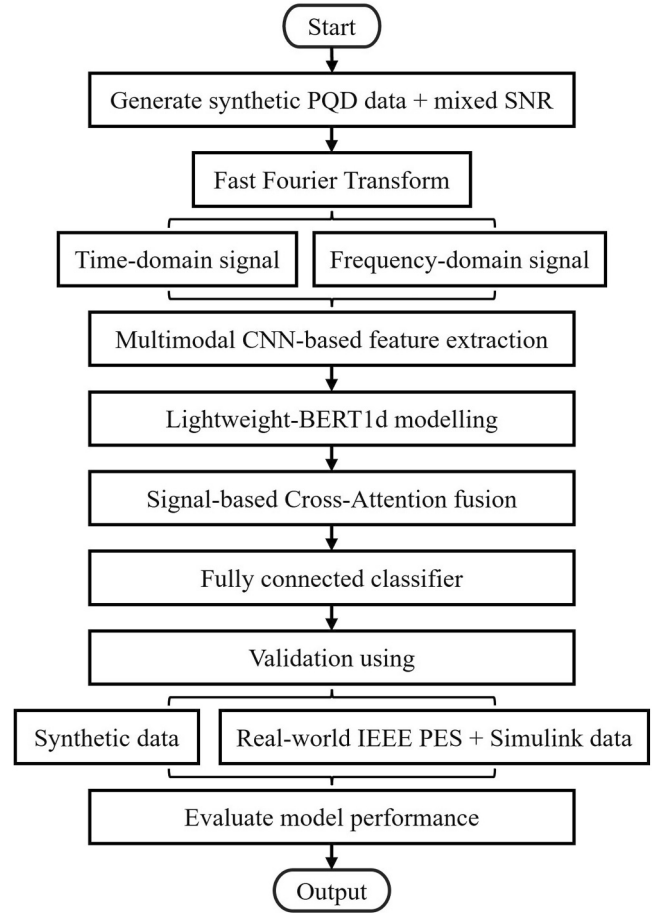 Start
Generate synthetic PQD data + mixed SNR
Fast Fourier Transform
Time-domain signal
Frequency-domain signal
Multimodal CNN-based feature extraction
Lightweight-BERT1d modelling
Signal-based Cross-Attention fusion
Fully connected classifier
Validation using
Synthetic data
Real-world IEEE PES + Simulink data
Evaluate model performance
Output